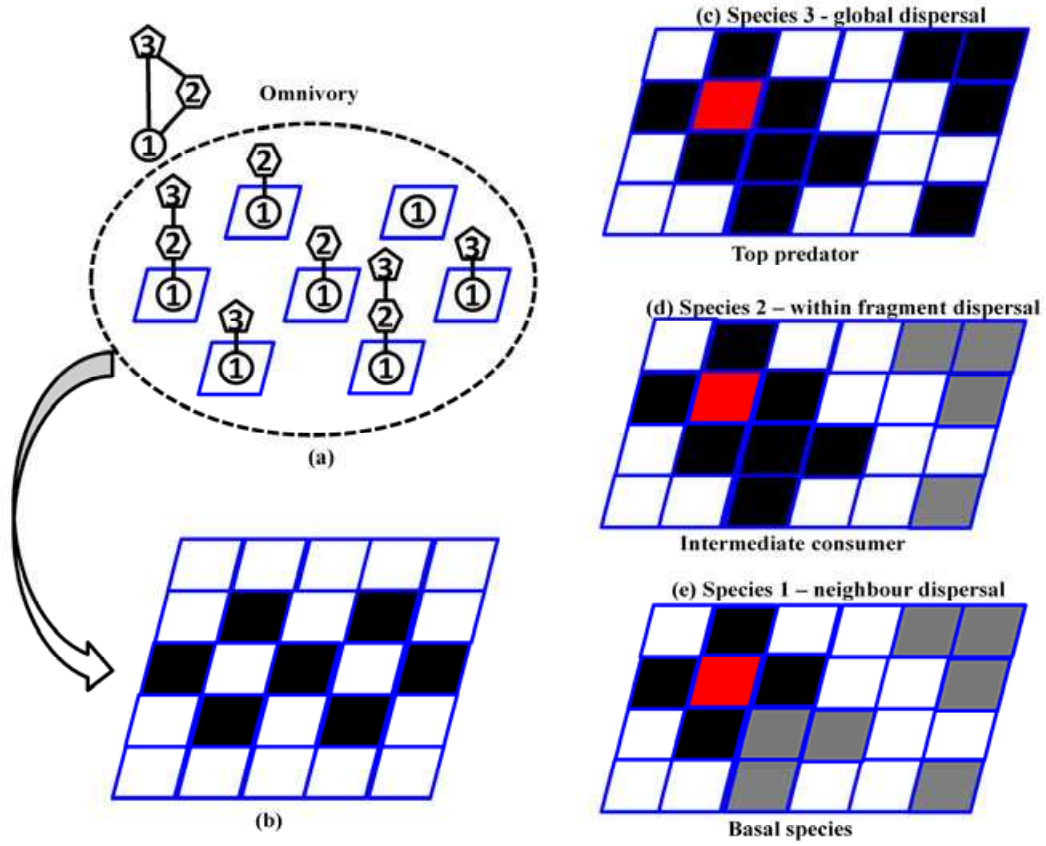 3
2
1
Omnivory
2
3
1
1
2
2
3
3
1
1
1
3
2
1
1
(a)
(b)
(c) Species 3 - global dispersal
Top predator
(d) Species 2 – within fragment dispersal
Intermediate consumer
(e) Species 1 – neighbour dispersal
Basal species